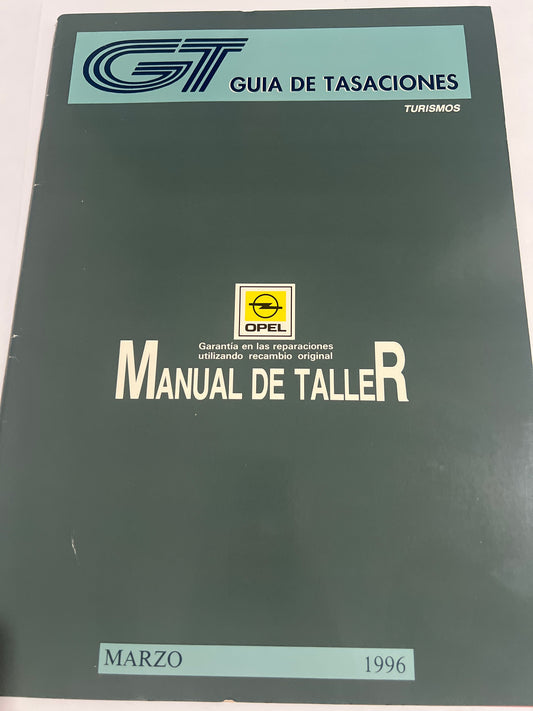 GT GUIA DE TASACIONES
TURISMOS
OPEL
Garantía en las reparaciones
utilizando recambio original
MANUAL DE TALLER
MARZO 1996